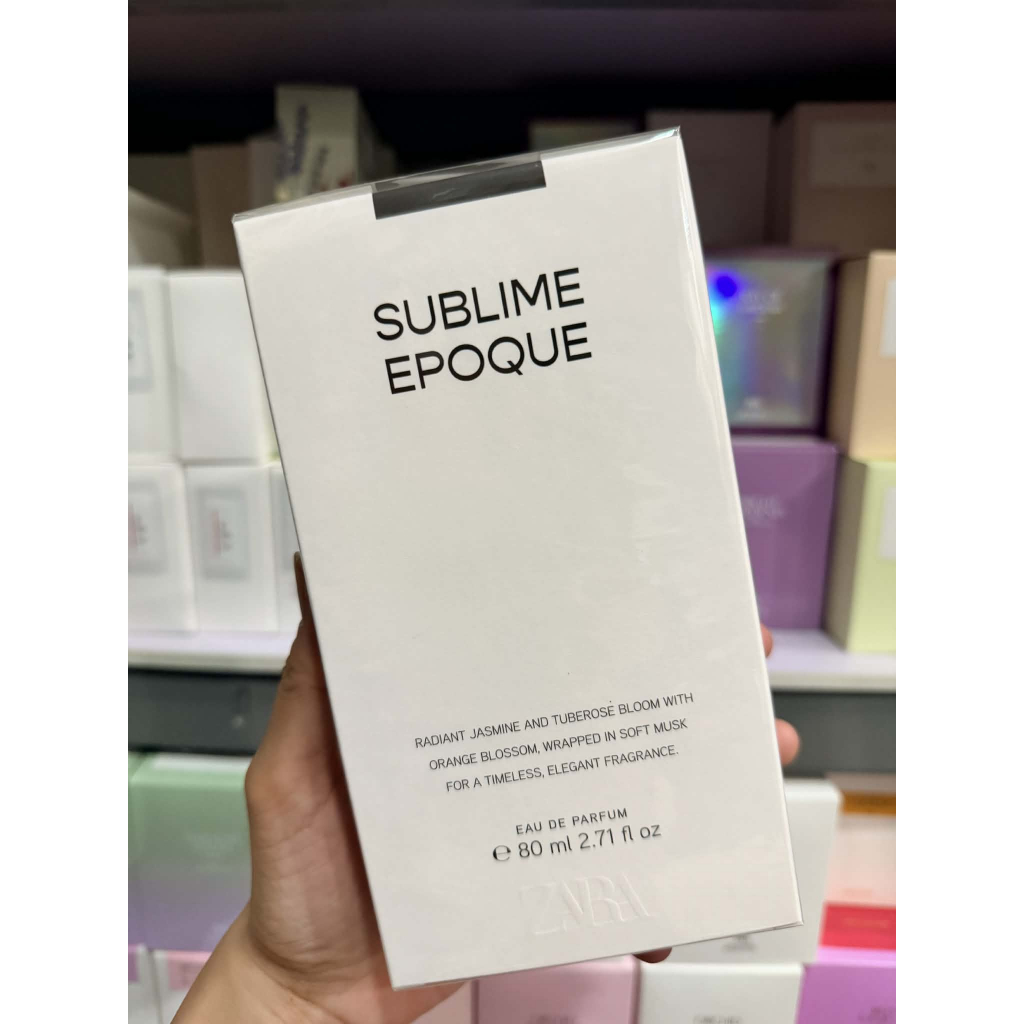 SUBLIME
EPOQUE
RADIANT JASMINE AND TUBEROSE BLOOM WITH
ORANGE BLOSSOM, WRAPPED IN SOFT MUSK
FOR A TIMELESS, ELEGANT FRAGRANCE.
EAU DE PARFUM
℮ 80 ml 2.71 fl oz
ZARA